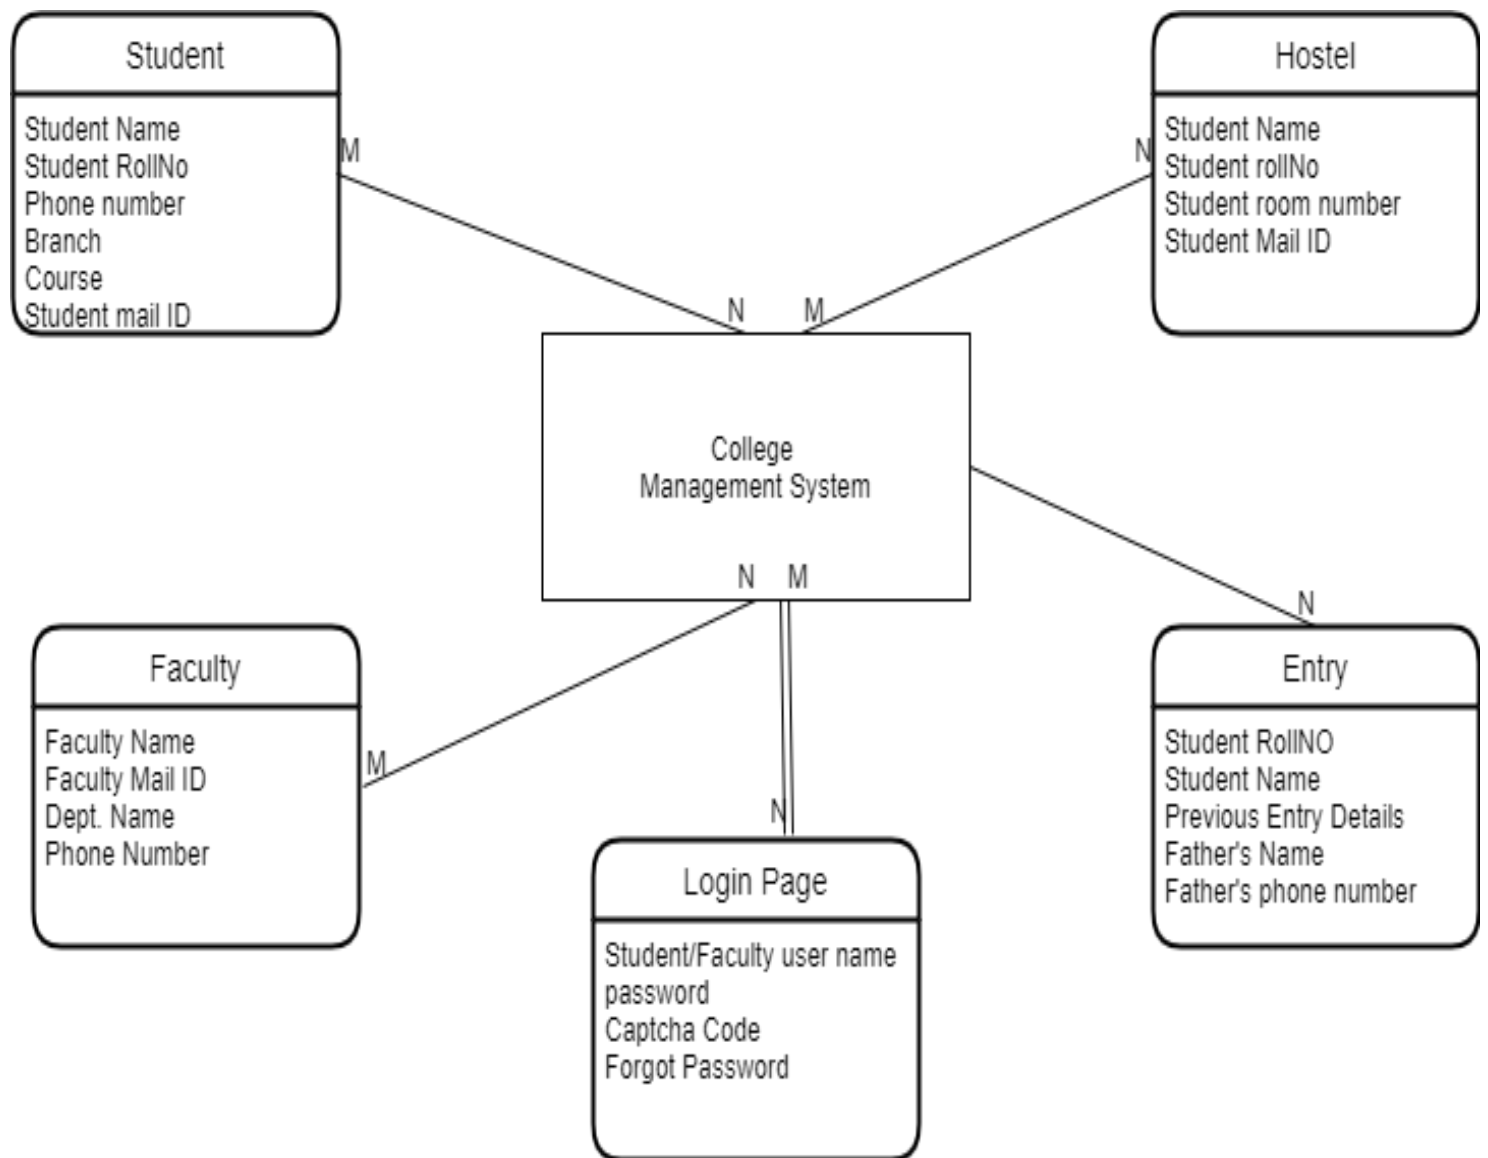 Student
Student Name
Student RollNo
Phone number
Branch
Course
Student mail ID
M
Hostel
Student Name
Student rollNo
Student room number
Student Mail ID
N
N
M
College
Management System
N
M
Faculty
Faculty Name
Faculty Mail ID
Dept. Name
Phone Number
M
N
Entry
Student RollNO
Student Name
Previous Entry Details
Father's Name
Father's phone number
N
Login Page
Student/Faculty user name
password
Captcha Code
Forgot Password